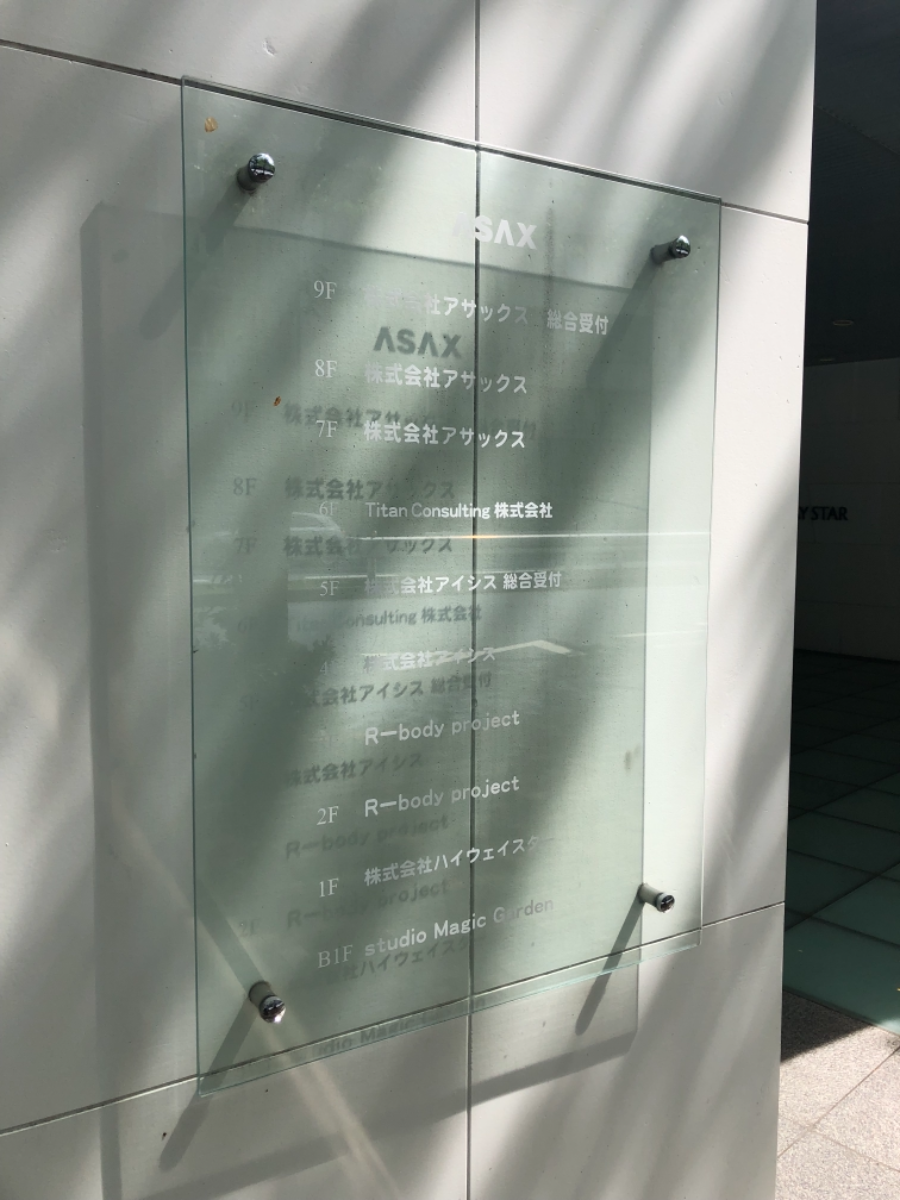 ASAX
9F 株式会社アサックス 総合受付
8F 株式会社アサックス
7F 株式会社アサックス
6F Titan Consulting 株式会社
5F 株式会社アイシス 総合受付
4 株式会社アイシス
R-body project
2F R-body project
1F 株式会社ハイウェイスター
B1F studio Magic Garden
STAR